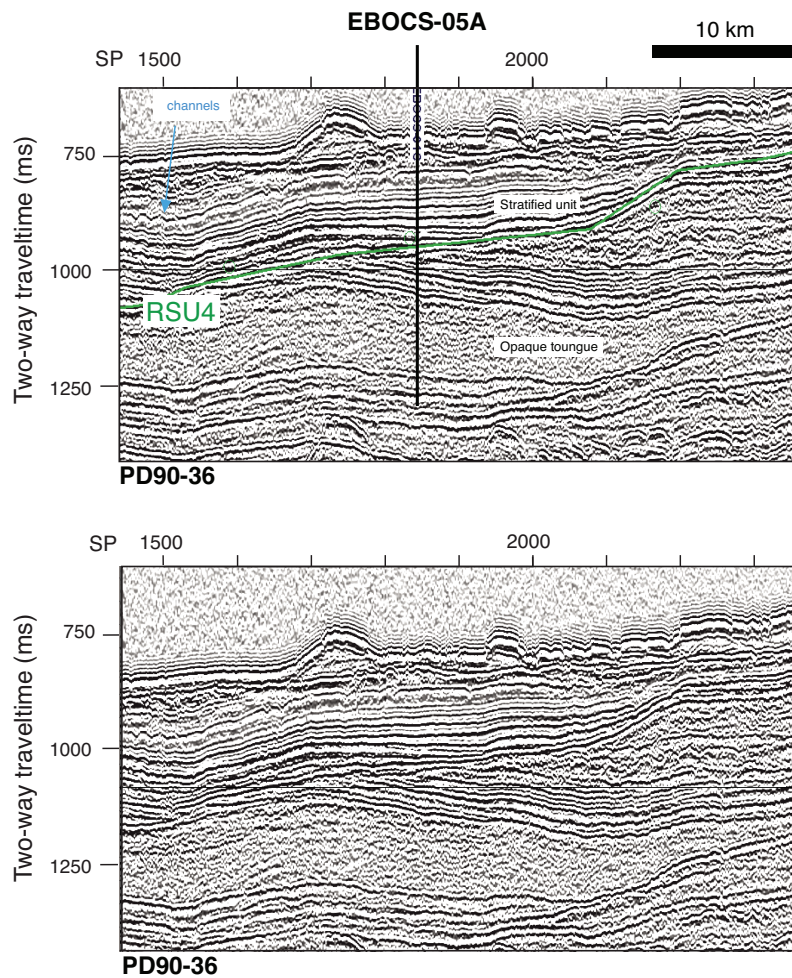 EBOCS-05A
10 km
SP 1500 2000
channels
750
Stratified unit
1000
RSU4
Opaque toungue
1250
Two-way traveltime (ms)
PD90-36
SP 1500 2000
750
1000
1250
Two-way traveltime (ms)
PD90-36